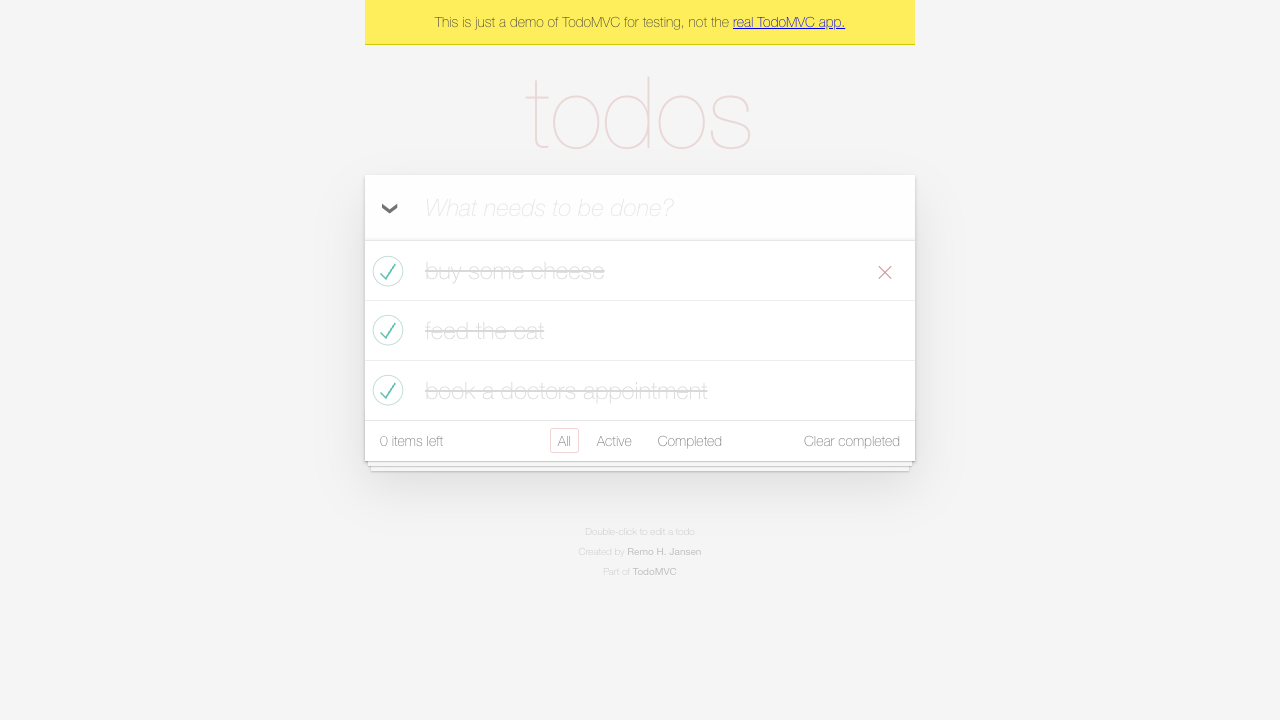 This is just a demo of TodoMVC for testing, not the real TodoMVC app.
todos
What needs to be done?
buy some cheese
feed the cat
book a doctors appointment
0 items left All Active Completed Clear completed
Double-click to edit a todo
Created by Remo H. Jansen
Part of TodoMVC